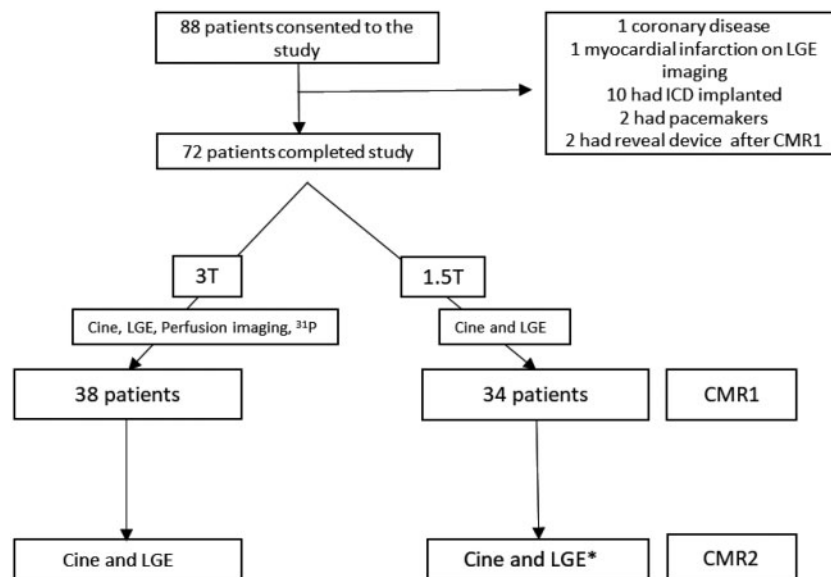 88 patients consented to the
study
1 coronary disease
1 myocardial infarction on LGE
imaging
10 had ICD implanted
2 had pacemakers
2 had reveal device after CMR1
72 patients completed study
3T
1.5T
Cine, LGE, Perfusion imaging, ³¹P
Cine and LGE
38 patients
34 patients
CMR1
Cine and LGE
Cine and LGE*
CMR2